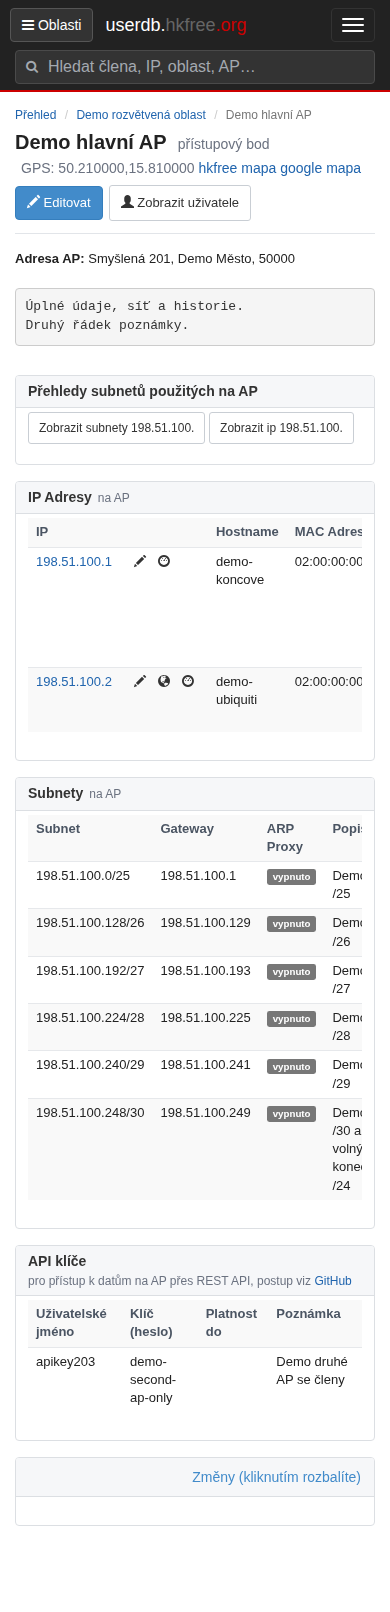 Oblasti userdb.hkfree.org
Hledat člena, IP, oblast, AP…
Přehled / Demo rozvětvená oblast / Demo hlavní AP
Demo hlavní AP přístupový bod
GPS: 50.210000,15.810000 hkfree mapa google mapa
Editovat Zobrazit uživatele
Adresa AP: Smyšlená 201, Demo Město, 50000
Úplné údaje, síť a historie.
Druhý řádek poznámky.
Přehledy subnetů použitých na AP
Zobrazit subnety 198.51.100. Zobrazit ip 198.51.100.
IP Adresy na AP
IP Hostname MAC Adres
198.51.100.1 demo- 02:00:00:00
koncove
198.51.100.2 demo- 02:00:00:00
ubiquiti
Subnety na AP
Subnet Gateway ARP Popis
Proxy
198.51.100.0/25 198.51.100.1 vypnuto Demo
/25
198.51.100.128/26 198.51.100.129 vypnuto Demo
/26
198.51.100.192/27 198.51.100.193 vypnuto Demo
/27
198.51.100.224/28 198.51.100.225 vypnuto Demo
/28
198.51.100.240/29 198.51.100.241 vypnuto Demo
/29
198.51.100.248/30 198.51.100.249 vypnuto Demo
/30 a
volný
konec
/24
API klíče
pro přístup k datům na AP přes REST API, postup viz GitHub
Uživatelské Klíč Platnost Poznámka
jméno (heslo) do
apikey203 demo- Demo druhé
second- AP se členy
ap-only
Změny (kliknutím rozbalíte)